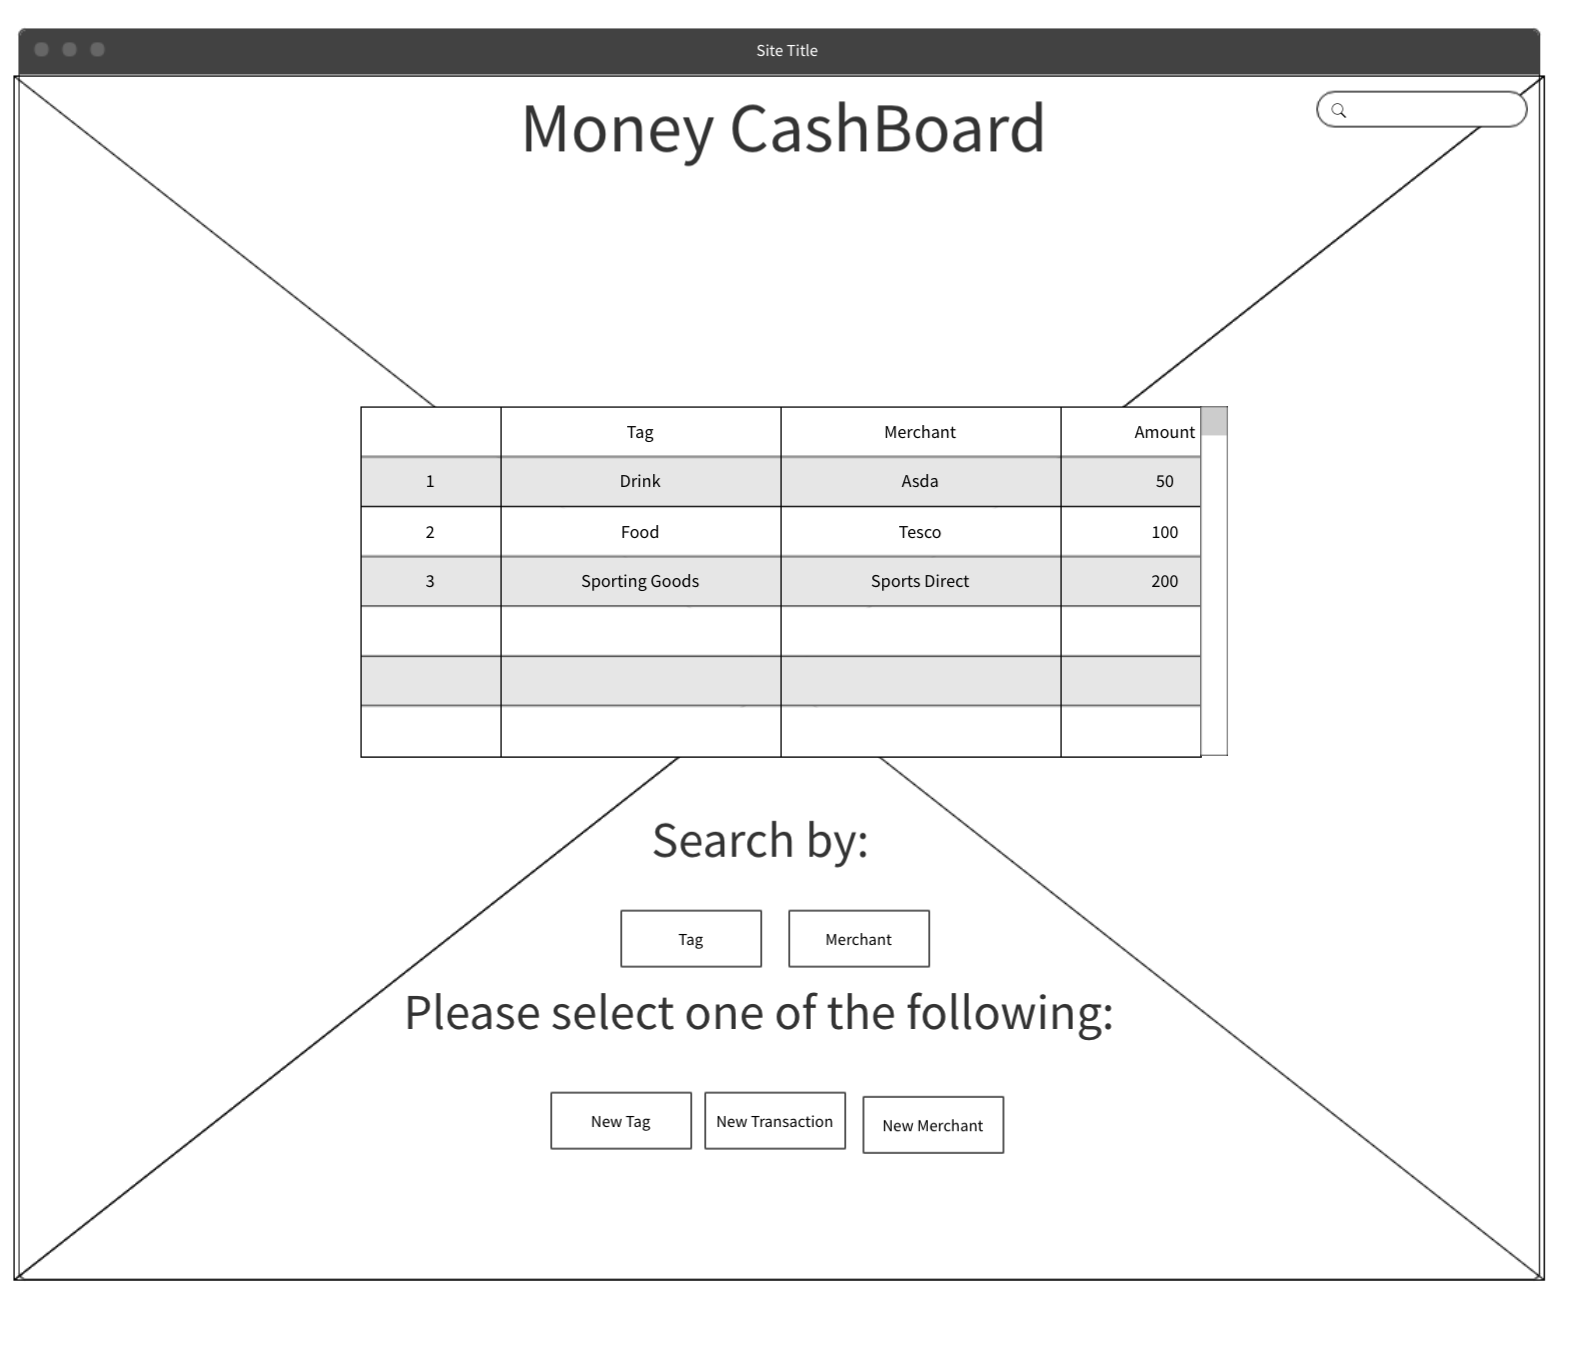 Site Title
Money CashBoard
Tag Merchant Amount
1 Drink Asda 50
2 Food Tesco 100
3 Sporting Goods Sports Direct 200
Search by:
Tag Merchant
Please select one of the following:
New Tag New Transaction New Merchant